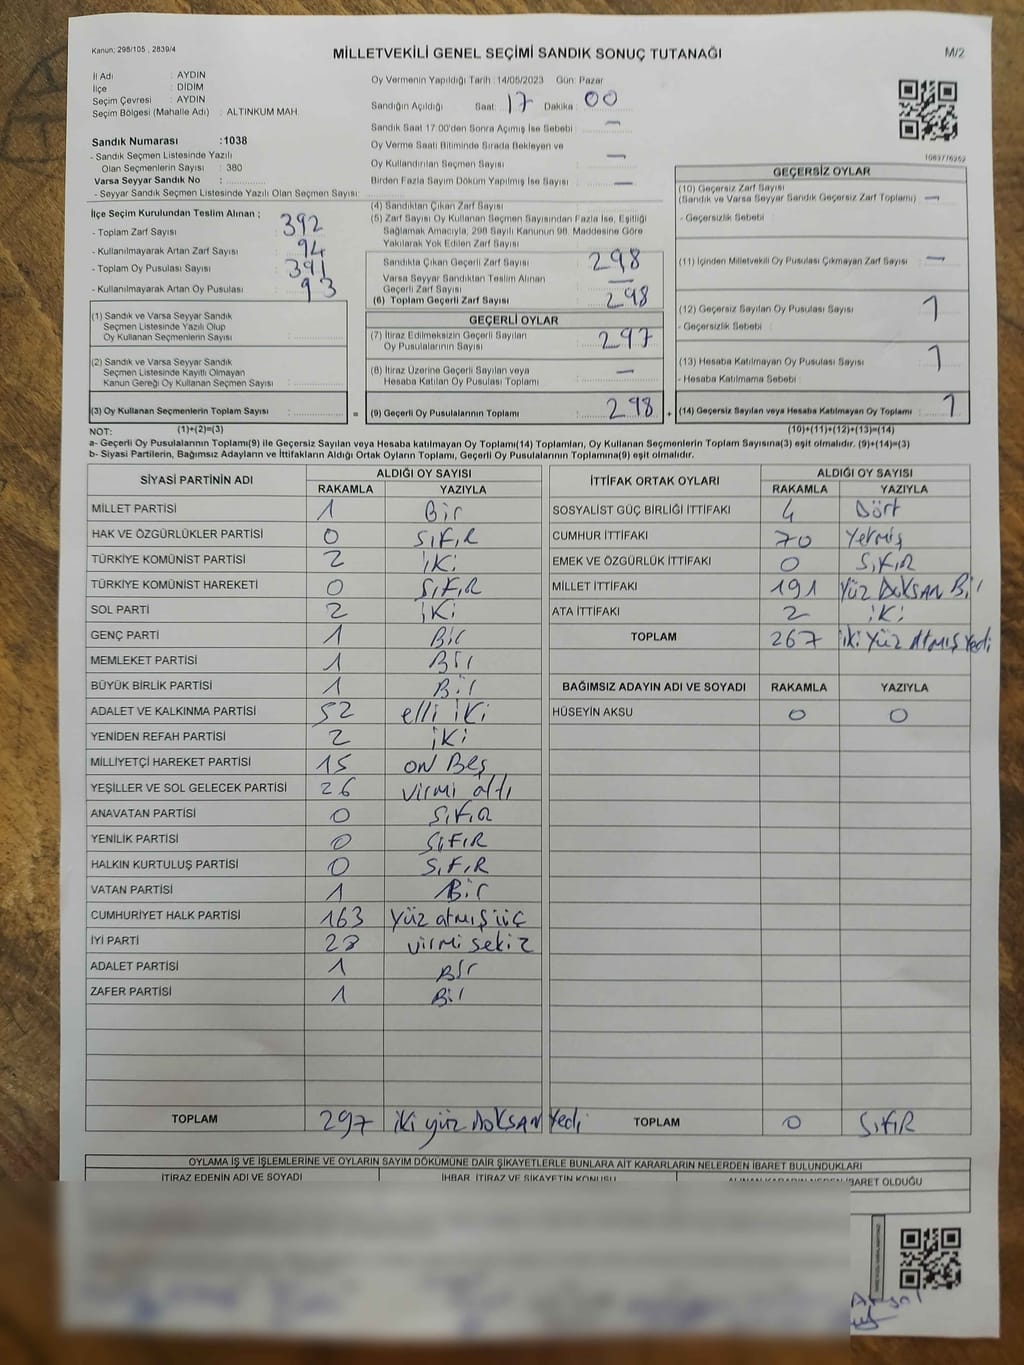 Kanun; 298/105 , 2839/4
MİLLETVEKİLİ GENEL SEÇİMİ SANDIK SONUÇ TUTANAĞI
M/2
İl Adı : AYDIN
İlçe : DİDİM
Seçim Çevresi : AYDIN
Seçim Bölgesi (Mahalle Adı) : ALTINKUM MAH.
Sandık Numarası :1038
- Sandık Seçmen Listesinde Yazılı
Olan Seçmenlerin Sayısı : 380
Varsa Seyyar Sandık No :
- Seyyar Sandık Seçmen Listesinde Yazılı Olan Seçmen Sayısı:
Oy Vermenin Yapıldığı Tarih : 14/05/2023 Gün: Pazar
Sandığın Açıldığı Saat: 17 Dakika : 00
Sandık Saat 17:00'den Sonra Açımış İse Sebebi : —
Oy Verme Saati Bitiminde Sırada Bekleyen ve
Oy Kullandırılan Seçmen Sayısı : —
Birden Fazla Sayım Döküm Yapılmış İse Sayısı : —
İlçe Seçim Kurulundan Teslim Alınan ;
- Toplam Zarf Sayısı : 392
- Kullanılmayarak Artan Zarf Sayısı : 94
- Toplam Oy Pusulası Sayısı : 391
- Kullanılmayarak Artan Oy Pusulası : 93
(1) Sandık ve Varsa Seyyar Sandık
Seçmen Listesinde Yazılı Olup
Oy Kullanan Seçmenlerin Sayısı :
(2) Sandık ve Varsa Seyyar Sandık
Seçmen Listesinde Kayıtlı Olmayan
Kanun Gereği Oy Kullanan Seçmen Sayısı :
(3) Oy Kullanan Seçmenlerin Toplam Sayısı :
(4) Sandıktan Çıkan Zarf Sayısı :
(5) Zarf Sayısı Oy Kullanan Seçmen Sayısından Fazla İse, Eşitliği
Sağlamak Amacıyla, 298 Sayılı Kanunun 98. Maddesine Göre
Yakılarak Yok Edilen Zarf Sayısı :
Sandıkta Çıkan Geçerli Zarf Sayısı : 298
Varsa Seyyar Sandıktan Teslim Alınan
Geçerli Zarf Sayısı : —
(6) Toplam Geçerli Zarf Sayısı : 298
GEÇERLİ OYLAR
(7) İtiraz Edilmeksizin Geçerli Sayılan
Oy Pusulalarının Sayısı : 297
(8) İtiraz Üzerine Geçerli Sayılan veya
Hesaba Katılan Oy Pusulası Toplamı : —
= (9) Geçerli Oy Pusulalarının Toplamı : 298 +
GEÇERSİZ OYLAR
(10) Geçersiz Zarf Sayısı
(Sandık ve Varsa Seyyar Sandık Geçersiz Zarf Toplamı) : —
- Geçersizlik Sebebi :
(11) İçinden Milletvekili Oy Pusulası Çıkmayan Zarf Sayısı : —
(12) Geçersiz Sayılan Oy Pusulası Sayısı : 1
- Geçersizlik Sebebi :
(13) Hesaba Katılmayan Oy Pusulası Sayısı : 1
- Hesaba Katılmama Sebebi :
(14) Geçersiz Sayılan veya Hesaba Katılmayan Oy Toplamı : 1
NOT: (1)+(2)=(3) (10)+(11)+(12)+(13)=(14)
a- Geçerli Oy Pusulalarının Toplamı(9) ile Geçersiz Sayılan veya Hesaba katılmayan Oy Toplamı(14) Toplamları, Oy Kullanan Seçmenlerin Toplam Sayısına(3) eşit olmalıdır. (9)+(14)=(3)
b- Siyasi Partilerin, Bağımsız Adayların ve İttifakların Aldığı Ortak Oyların Toplamı, Geçerli Oy Pusulalarının Toplamına(9) eşit olmalıdır.
SİYASİ PARTİNİN ADI ALDIĞI OY SAYISI
RAKAMLA YAZIYLA
MİLLET PARTİSİ 1 Bir
HAK VE ÖZGÜRLÜKLER PARTİSİ 0 SIFIR
TÜRKİYE KOMÜNİST PARTİSİ 2 iki
TÜRKİYE KOMÜNİST HAREKETİ 0 SIFIR
SOL PARTİ 2 iki
GENÇ PARTİ 1 Bir
MEMLEKET PARTİSİ 1 Bir
BÜYÜK BİRLİK PARTİSİ 1 Bir
ADALET VE KALKINMA PARTİSİ 52 elli iki
YENİDEN REFAH PARTİSİ 2 iki
MİLLİYETÇİ HAREKET PARTİSİ 15 on Beş
YEŞİLLER VE SOL GELECEK PARTİSİ 26 yirmi altı
ANAVATAN PARTİSİ 0 SIFIR
YENİLİK PARTİSİ 0 SIFIR
HALKIN KURTULUŞ PARTİSİ 0 SIFIR
VATAN PARTİSİ 1 Bir
CUMHURİYET HALK PARTİSİ 163 yüz atmış üç
İYİ PARTİ 28 yirmi sekiz
ADALET PARTİSİ 1 Bir
ZAFER PARTİSİ 1 Bir
TOPLAM 297 iki yüz Doksan Yedi
İTTİFAK ORTAK OYLARI ALDIĞI OY SAYISI
RAKAMLA YAZIYLA
SOSYALİST GÜÇ BİRLİĞİ İTTİFAKI 4 Dört
CUMHUR İTTİFAKI 70 Yetmiş
EMEK VE ÖZGÜRLÜK İTTİFAKI 0 SIFIR
MİLLET İTTİFAKI 191 Yüz DOKSAN Bir
ATA İTTİFAKI 2 iki
TOPLAM 267 iki Yüz Atmış Yedi
BAĞIMSIZ ADAYIN ADI VE SOYADI RAKAMLA YAZIYLA
HÜSEYİN AKSU 0 0
TOPLAM 0 SIFIR
OYLAMA İŞ VE İŞLEMLERİNE VE OYLARIN SAYIM DÖKÜMÜNE DAİR ŞİKAYETLERLE BUNLARA AİT KARARLARIN NELERDEN İBARET BULUNDUKLARI
İTİRAZ EDENİN ADI VE SOYADI İHBAR, İTİRAZ VE ŞİKAYETİN KONUSU